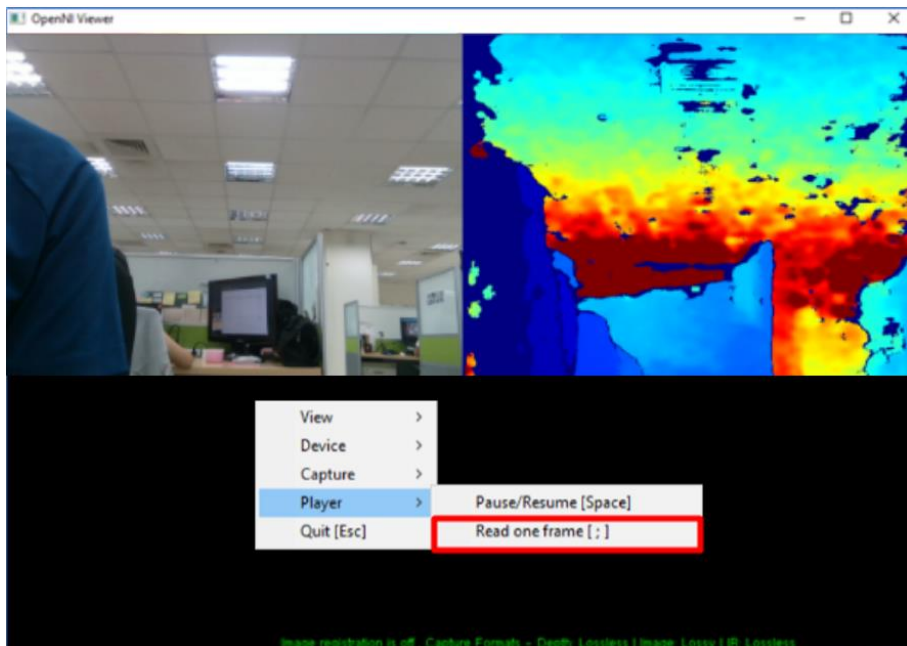 OpenNI Viewer
View
Device
Capture
Player
Quit [Esc]
Pause/Resume [Space]
Read one frame [ ; ]
Image registration is off Capture Formats - Depth: Lossless | Image: Lossy | IR: Lossless